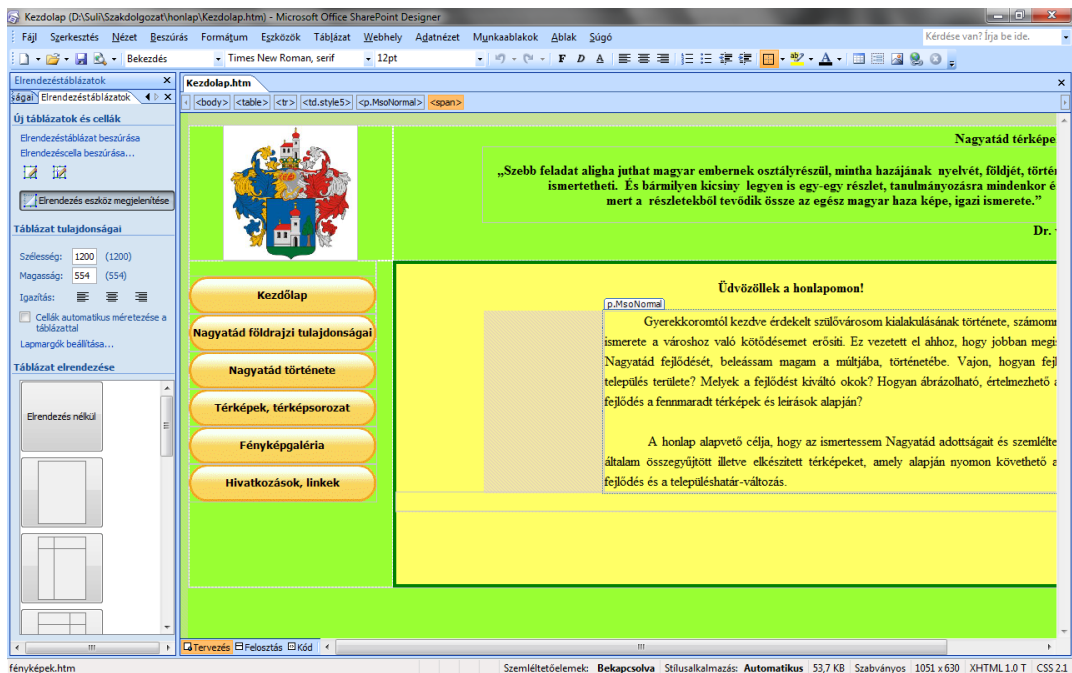 Kezdolap (D:\Suli\Szakdolgozat\honlap\Kezdolap.htm) - Microsoft Office SharePoint Designer
Fájl Szerkesztés Nézet Beszúrás Formátum Eszközök Táblázat Webhely Adatnézet Munkaablakok Ablak Súgó
Kérdése van? Írja be ide.
Bekezdés Times New Roman, serif 12pt F D A
Elrendezéstáblázatok
ságai Elrendezéstáblázatok
Új táblázatok és cellák
Elrendezéstáblázat beszúrása
Elrendezéscella beszúrása...
Elrendezés eszköz megjelenítése
Táblázat tulajdonságai
Szélesség: 1200 (1200)
Magasság: 554 (554)
Igazítás:
Cellák automatikus méretezése a
táblázattal
Lapmargók beállítása...
Táblázat elrendezése
Elrendezés nélkül
Kezdolap.htm
<body> <table> <tr> <td.style5> <p.MsoNormal> <span>
Nagyatád térképe
„Szebb feladat aligha juthat magyar embernek osztályrészül, mintha hazájának nyelvét, földjét, törté
ismertetheti. És bármilyen kicsiny legyen is egy-egy részlet, tanulmányozásra mindenkor é
mert a részletekből tevődik össze az egész magyar haza képe, igazi ismerete.”
Dr.
Kezdőlap
Nagyatád földrajzi tulajdonságai
Nagyatád története
Térképek, térképsorozat
Fényképgaléria
Hivatkozások, linkek
Üdvözöllek a honlapomon!
p.MsoNormal
Gyerekkoromtól kezdve érdekelt szülővárosom kialakulásának története, számomr
ismerete a városhoz való kötődésemet erősíti. Ez vezetett el ahhoz, hogy jobban megis
Nagyatád fejlődését, beleássam magam a múltjába, történetébe. Vajon, hogyan fejl
település területe? Melyek a fejlődést kiváltó okok? Hogyan ábrázolható, értelmezhető a
fejlődés a fennmaradt térképek és leírások alapján?
A honlap alapvető célja, hogy az ismertessem Nagyatád adottságait és szemlélte
általam összegyűjtött illetve elkészített térképeket, amely alapján nyomon követhető a
fejlődés és a településhatár-változás.
Tervezés Felosztás Kód
fényképek.htm
Szemléltetőelemek: Bekapcsolva Stílusalkalmazás: Automatikus 53,7 KB Szabványos 1051 x 630 XHTML 1.0 T CSS 2.1